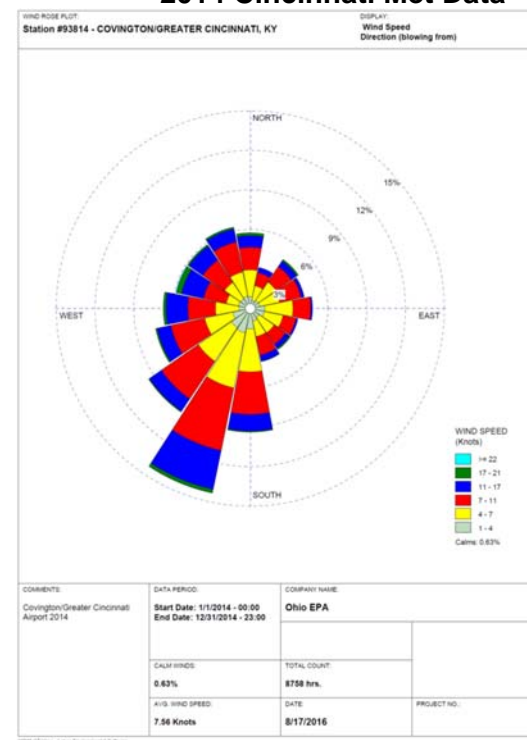 WIND ROSE PLOT:
Station #93814 - COVINGTON/GREATER CINCINNATI, KY
DISPLAY:
Wind Speed
Direction (blowing from)
NORTH
15%
12%
9%
6%
3%
WEST
EAST
SOUTH
WIND SPEED
(Knots)
>= 22
17 - 21
11 - 17
7 - 11
4 - 7
1 - 4
Calms: 0.63%
COMMENTS:
Covington/Greater Cincinnati
Airport 2014
DATA PERIOD:
Start Date: 1/1/2014 - 00:00
End Date: 12/31/2014 - 23:00
COMPANY NAME:
Ohio EPA
CALM WINDS:
0.63%
TOTAL COUNT:
8758 hrs.
AVG. WIND SPEED:
7.56 Knots
DATE:
8/17/2016
PROJECT NO.: